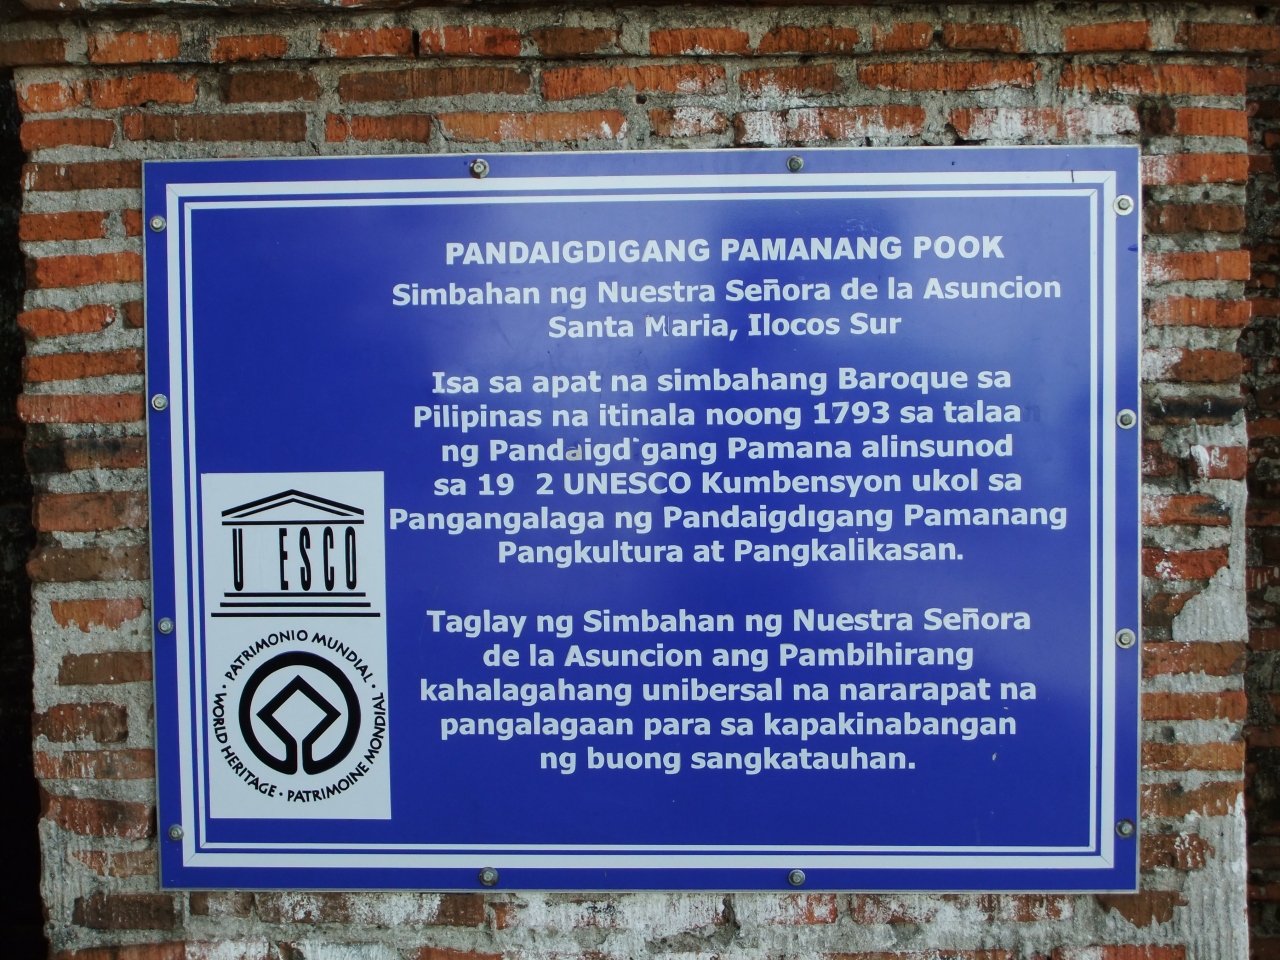 PANDAIGDIGANG PAMANANG POOK
Simbahan ng Nuestra Señora de la Asuncion
Santa Maria, Ilocos Sur
Isa sa apat na simbahang Baroque sa
Pilipinas na itinala noong 1793 sa talaa
ng Pandaigd gang Pamana alinsunod
sa 19 2 UNESCO Kumbensyon ukol sa
Pangangalaga ng Pandaigdıgang Pamanang
Pangkultura at Pangkalikasan.
Taglay ng Simbahan ng Nuestra Señora
de la Asuncion ang Pambihirang
kahalagahang unibersal na nararapat na
pangalagaan para sa kapakinabangan
ng buong sangkatauhan.
U ESCO
PATRIMONIO MUNDIAL
WORLD HERITAGE · PATRIMOINE MONDIAL